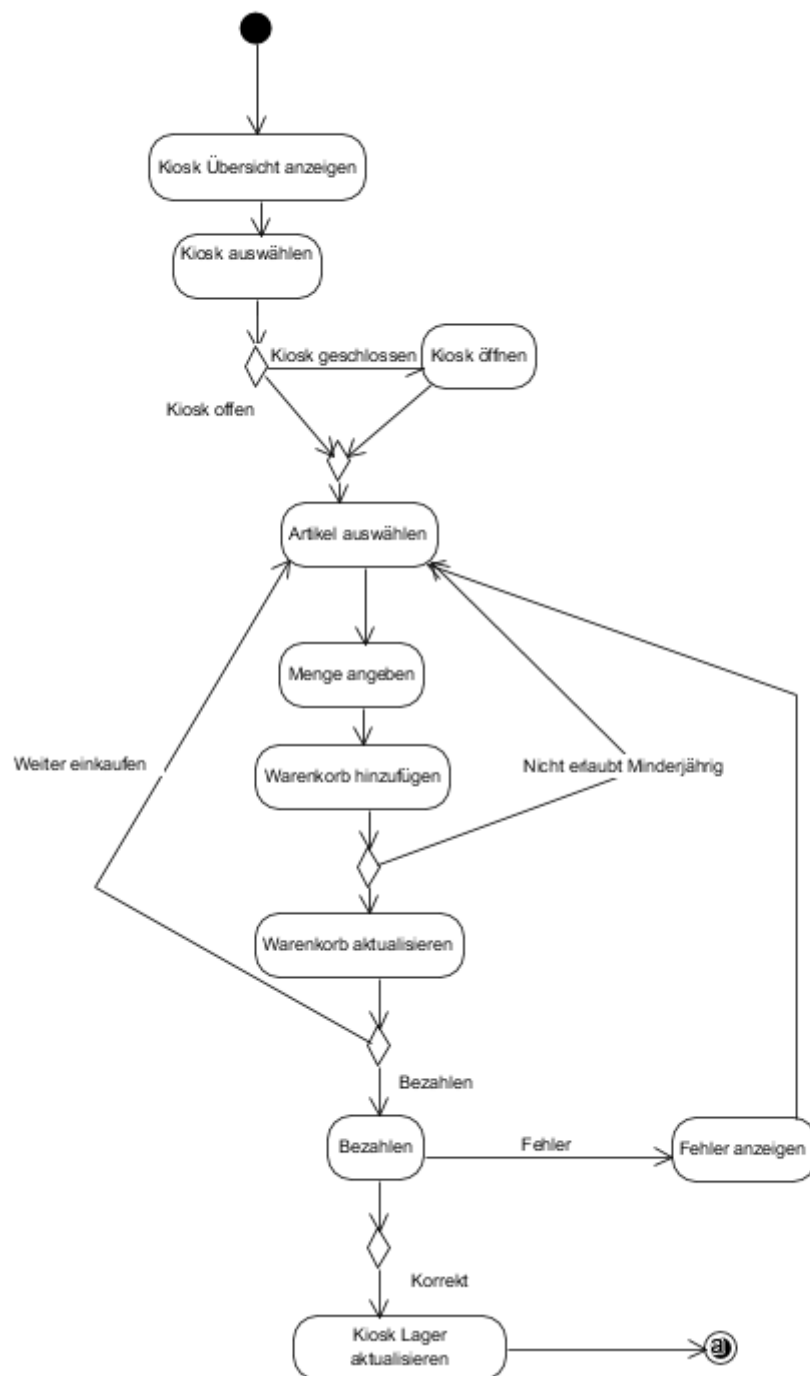 Kiosk Übersicht anzeigen
Kiosk auswählen
Kiosk geschlossen
Kiosk öffnen
Kiosk offen
Artikel auswählen
Menge angeben
Weiter einkaufen
Warenkorb hinzufügen
Nicht erlaubt Minderjährig
Warenkorb aktualisieren
Bezahlen
Bezahlen
Fehler
Fehler anzeigen
Korrekt
Kiosk Lager
aktualisieren
a